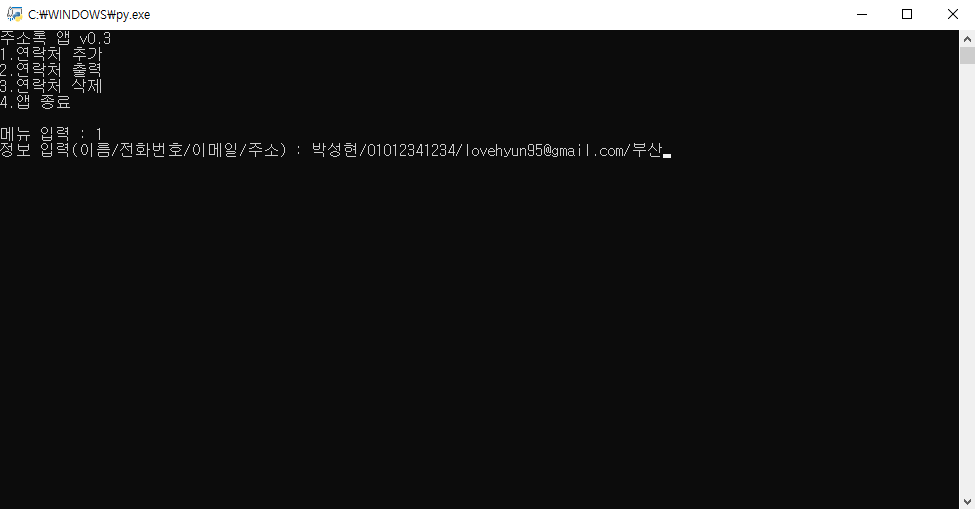 C:\WINDOWS\py.exe
주소록 앱 v0.3
1.연락처 추가
2.연락처 출력
3.연락처 삭제
4.앱 종료
메뉴 입력 : 1
정보 입력(이름/전화번호/이메일/주소) : 박성현/01012341234/lovehyun95@gmail.com/부산